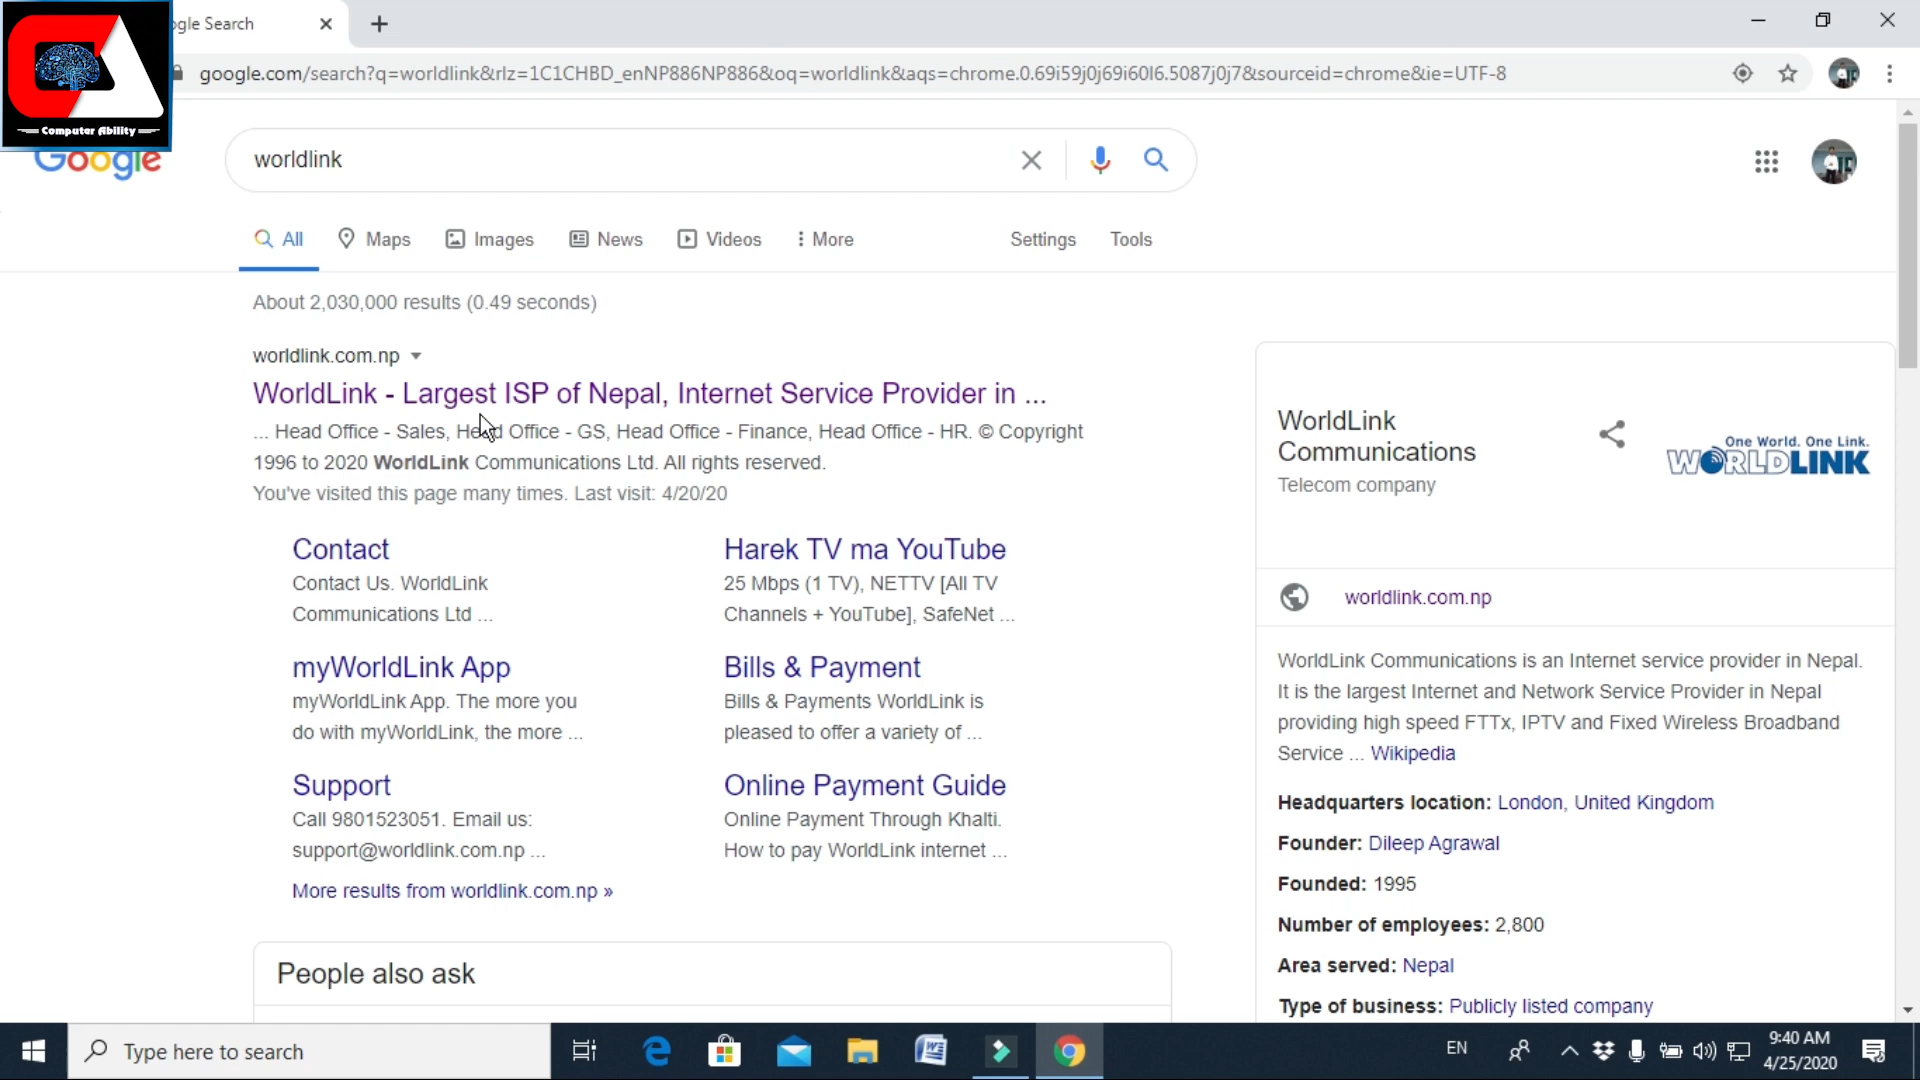 ogle Search
google.com/search?q=worldlink&rlz=1C1CHBD_enNP886NP886&oq=worldlink&aqs=chrome.0.69i59j0j69i60l6.5087j0j7&sourceid=chrome&ie=UTF-8
Computer Ability
Google
worldlink
All
Maps
Images
News
Videos
More
Settings
Tools
About 2,030,000 results (0.49 seconds)
worldlink.com.np
WorldLink - Largest ISP of Nepal, Internet Service Provider in ...
... Head Office - Sales, Head Office - GS, Head Office - Finance, Head Office - HR. © Copyright
1996 to 2020 WorldLink Communications Ltd. All rights reserved.
You've visited this page many times. Last visit: 4/20/20
Contact
Contact Us. WorldLink
Communications Ltd ...
Harek TV ma YouTube
25 Mbps (1 TV), NETTV [All TV
Channels + YouTube], SafeNet ...
myWorldLink App
myWorldLink App. The more you
do with myWorldLink, the more ...
Bills & Payment
Bills & Payments WorldLink is
pleased to offer a variety of ...
Support
Call 9801523051. Email us:
support@worldlink.com.np ...
Online Payment Guide
Online Payment Through Khalti.
How to pay WorldLink internet ...
More results from worldlink.com.np »
People also ask
WorldLink
Communications
Telecom company
One World. One Link.
WORLDLINK
worldlink.com.np
WorldLink Communications is an Internet service provider in Nepal.
It is the largest Internet and Network Service Provider in Nepal
providing high speed FTTx, IPTV and Fixed Wireless Broadband
Service ... Wikipedia
Headquarters location: London, United Kingdom
Founder: Dileep Agrawal
Founded: 1995
Number of employees: 2,800
Area served: Nepal
Type of business: Publicly listed company
Type here to search
EN
9:40 AM
4/25/2020